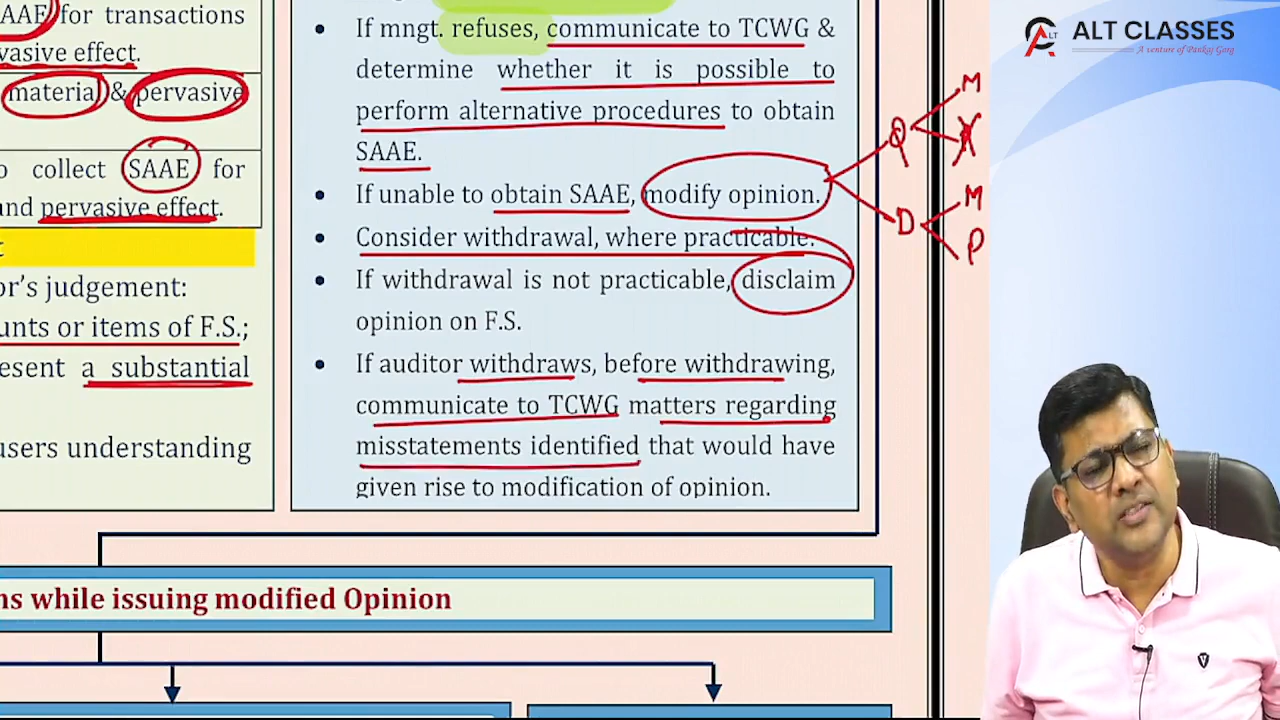 AAE for transactions
vasive effect.
material & pervasive
o collect SAAE for
und pervasive effect.
or's judgement:
unts or items of F.S.;
esent a substantial
users understanding
If mngt. refuses, communicate to TCWG &
determine whether it is possible to
perform alternative procedures to obtain
SAAE.
• If unable to obtain SAAE, modify opinion.
• Consider withdrawal, where practicable.
• If withdrawal is not practicable, disclaim
opinion on F.S.
• If auditor withdraws, before withdrawing,
communicate to TCWG matters regarding
misstatements identified that would have
given rise to modification of opinion.
Q
M
D
M
P
ns while issuing modified Opinion
ALT
ALT CLASSES
A venture of Pankaj Garg